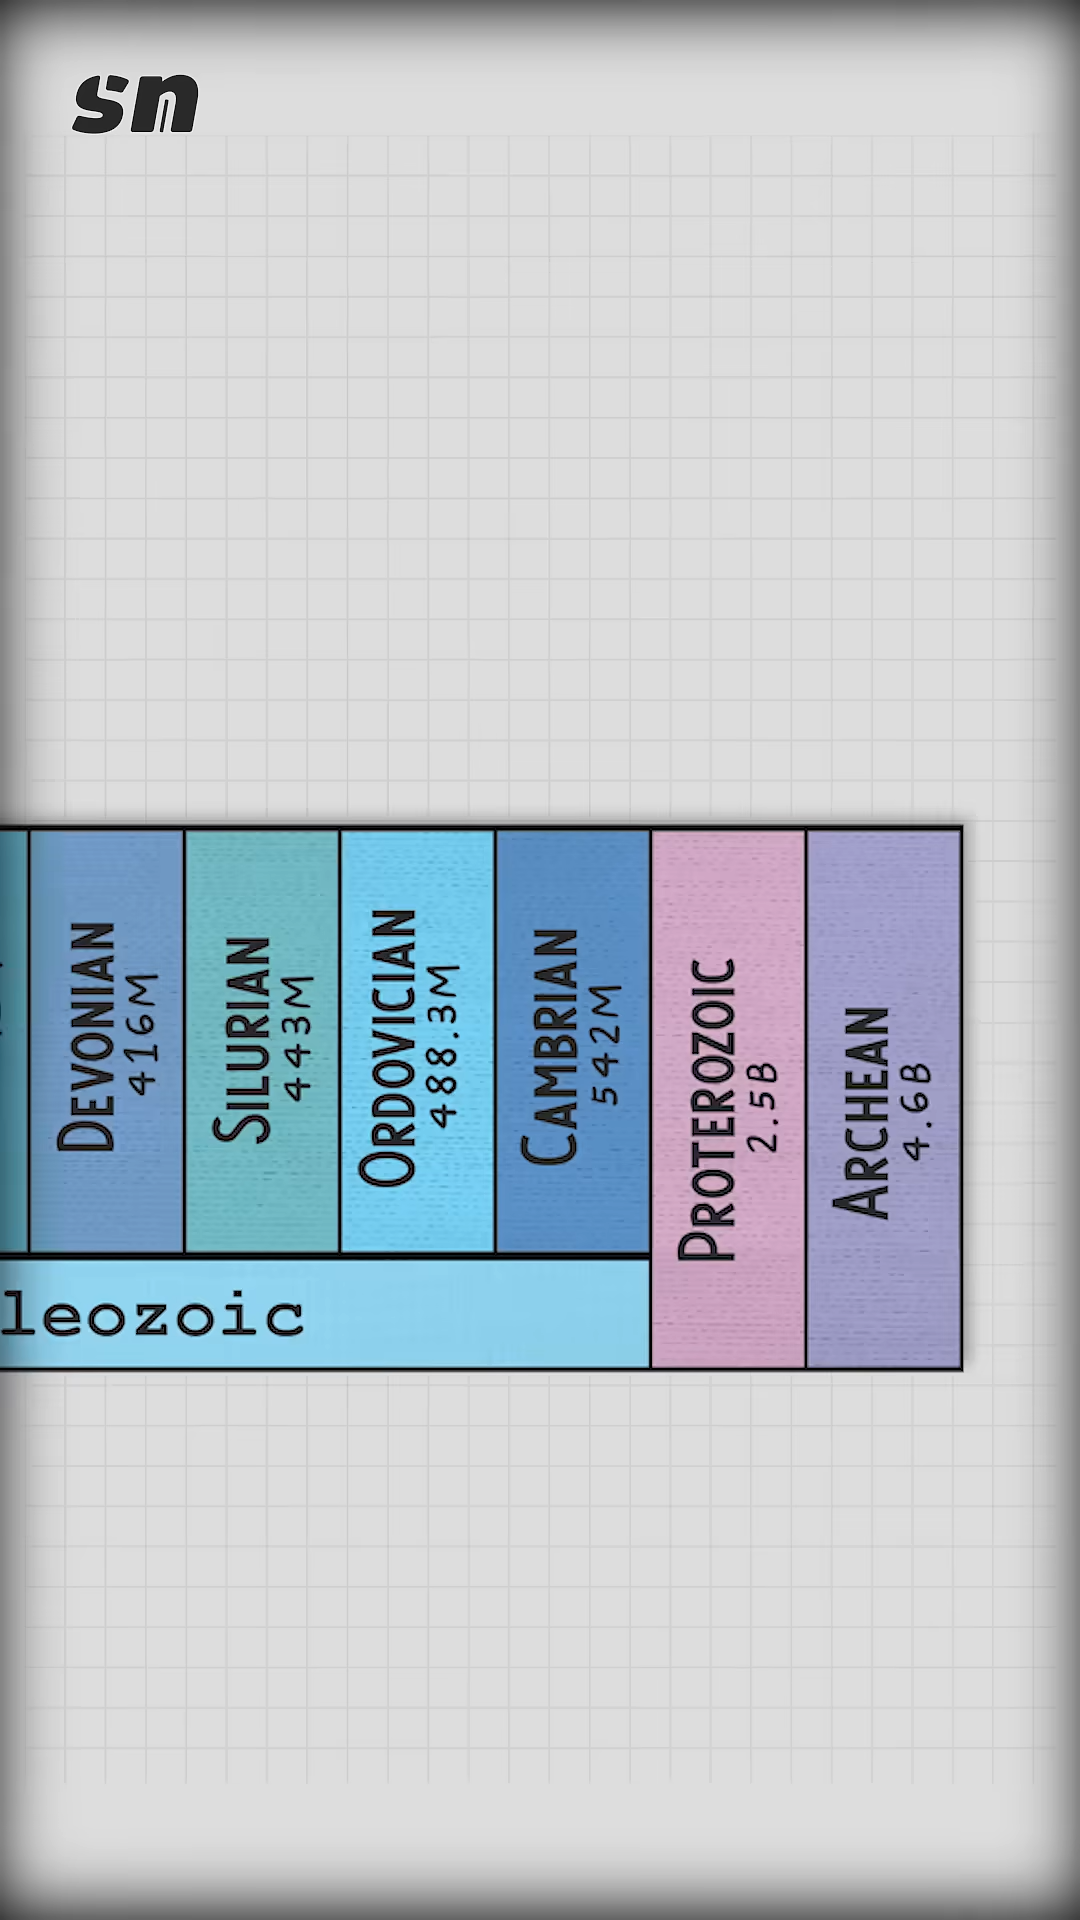 sn
DEVONIAN
416M
SILURIAN
443M
ORDOVICIAN
488.3M
CAMBRIAN
542M
PROTEROZOIC
2.5B
ARCHEAN
4.6B
leozoic